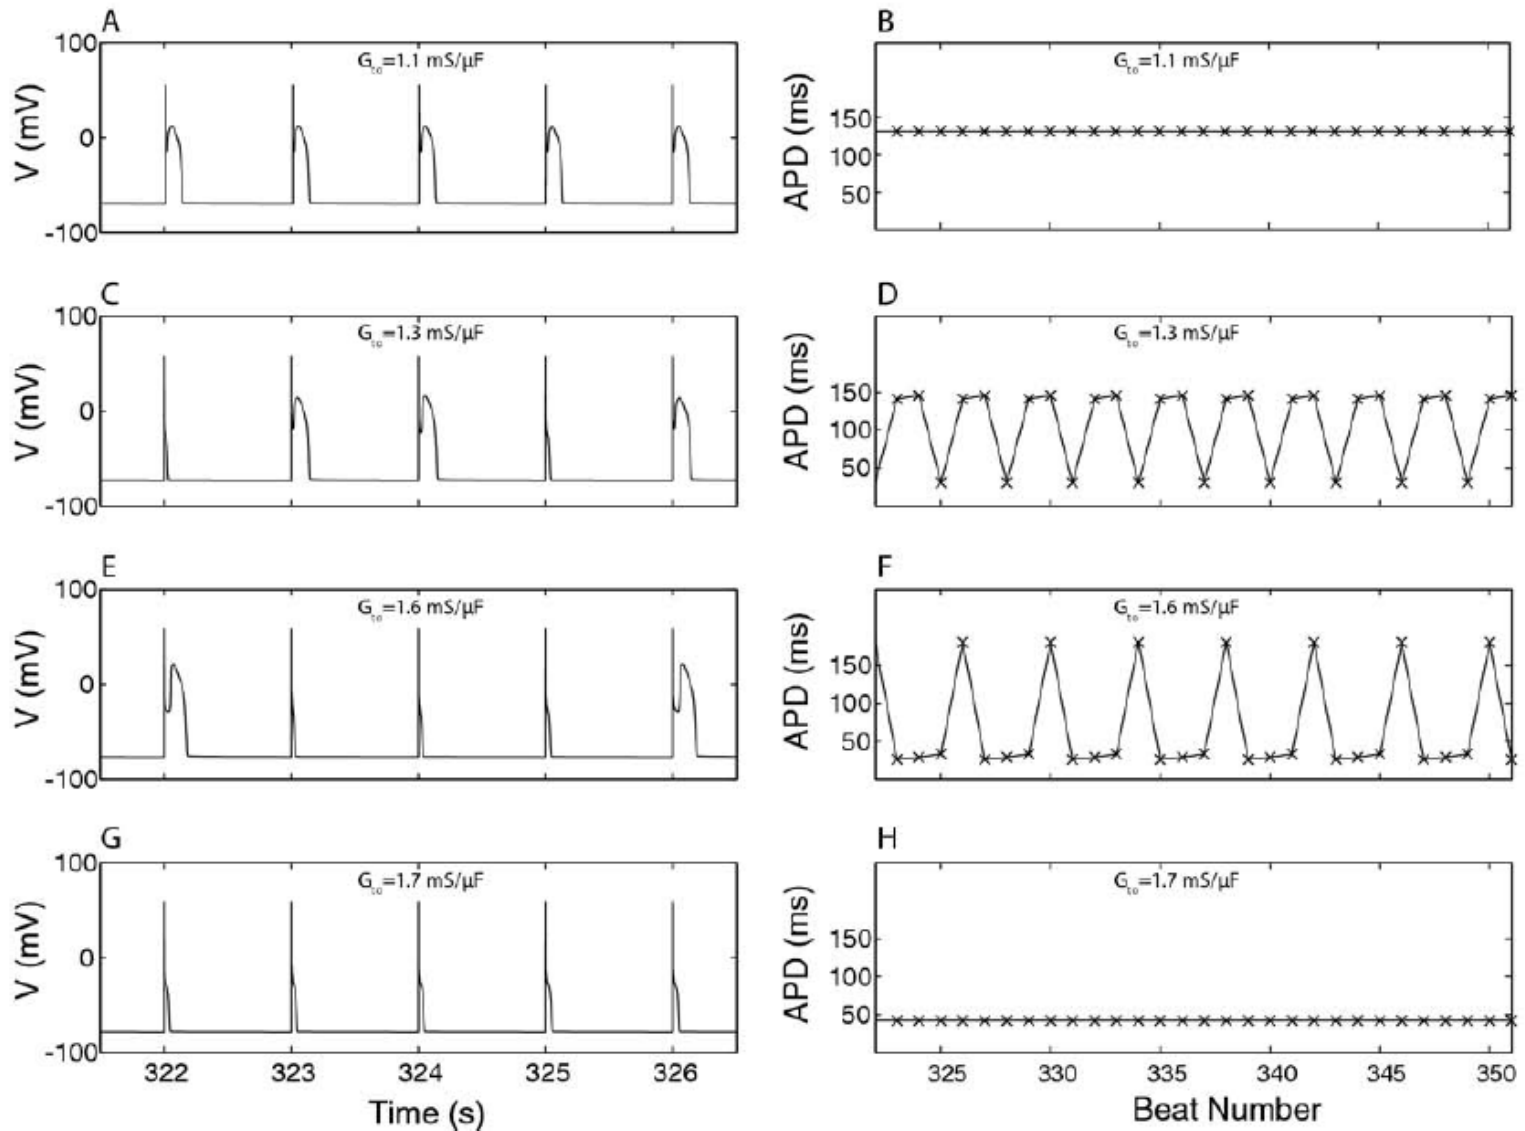 A
B
100
G_to=1.1 mS/µF
G_to=1.1 mS/µF
V (mV)
0
-100
APD (ms)
150
100
50
C
D
100
G_to=1.3 mS/µF
G_to=1.3 mS/µF
V (mV)
0
-100
APD (ms)
150
100
50
E
F
100
G_to=1.6 mS/µF
G_to=1.6 mS/µF
V (mV)
0
-100
APD (ms)
150
100
50
G
H
100
G_to=1.7 mS/µF
G_to=1.7 mS/µF
V (mV)
0
-100
APD (ms)
150
100
50
322 323 324 325 326
325 330 335 340 345 350
Time (s)
Beat Number